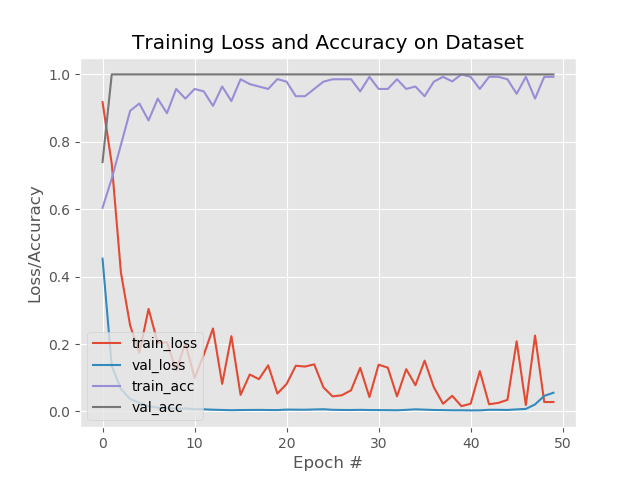 Training Loss and Accuracy on Dataset
Loss/Accuracy
1.0
0.8
0.6
0.4
0.2
0.0
train_loss
val_loss
train_acc
val_acc
0 10 20 30 40 50
Epoch #